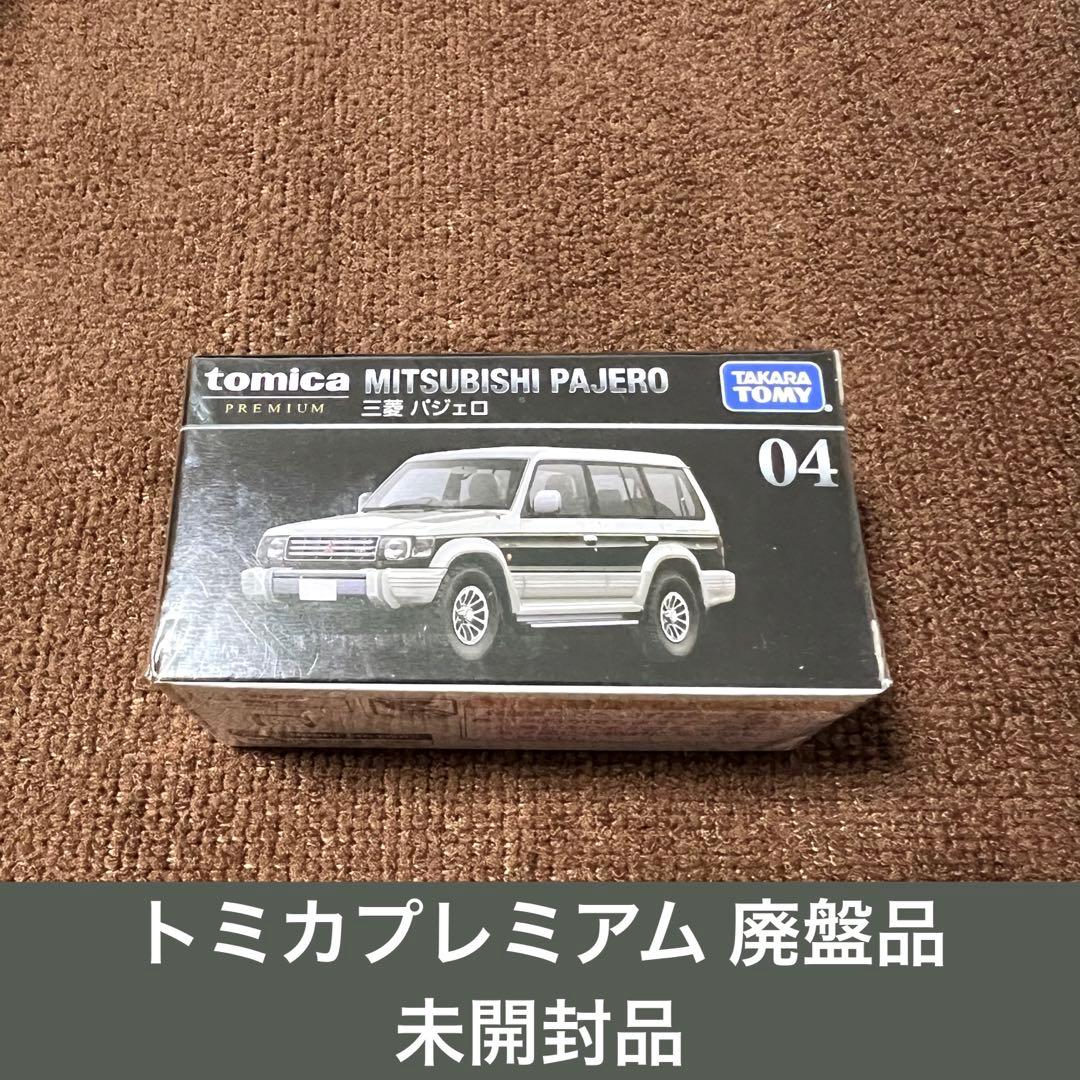 tomica MITSUBISHI PAJERO
PREMIUM 三菱 パジェロ
TAKARA
TOMY
04
トミカプレミアム 廃盤品
未開封品